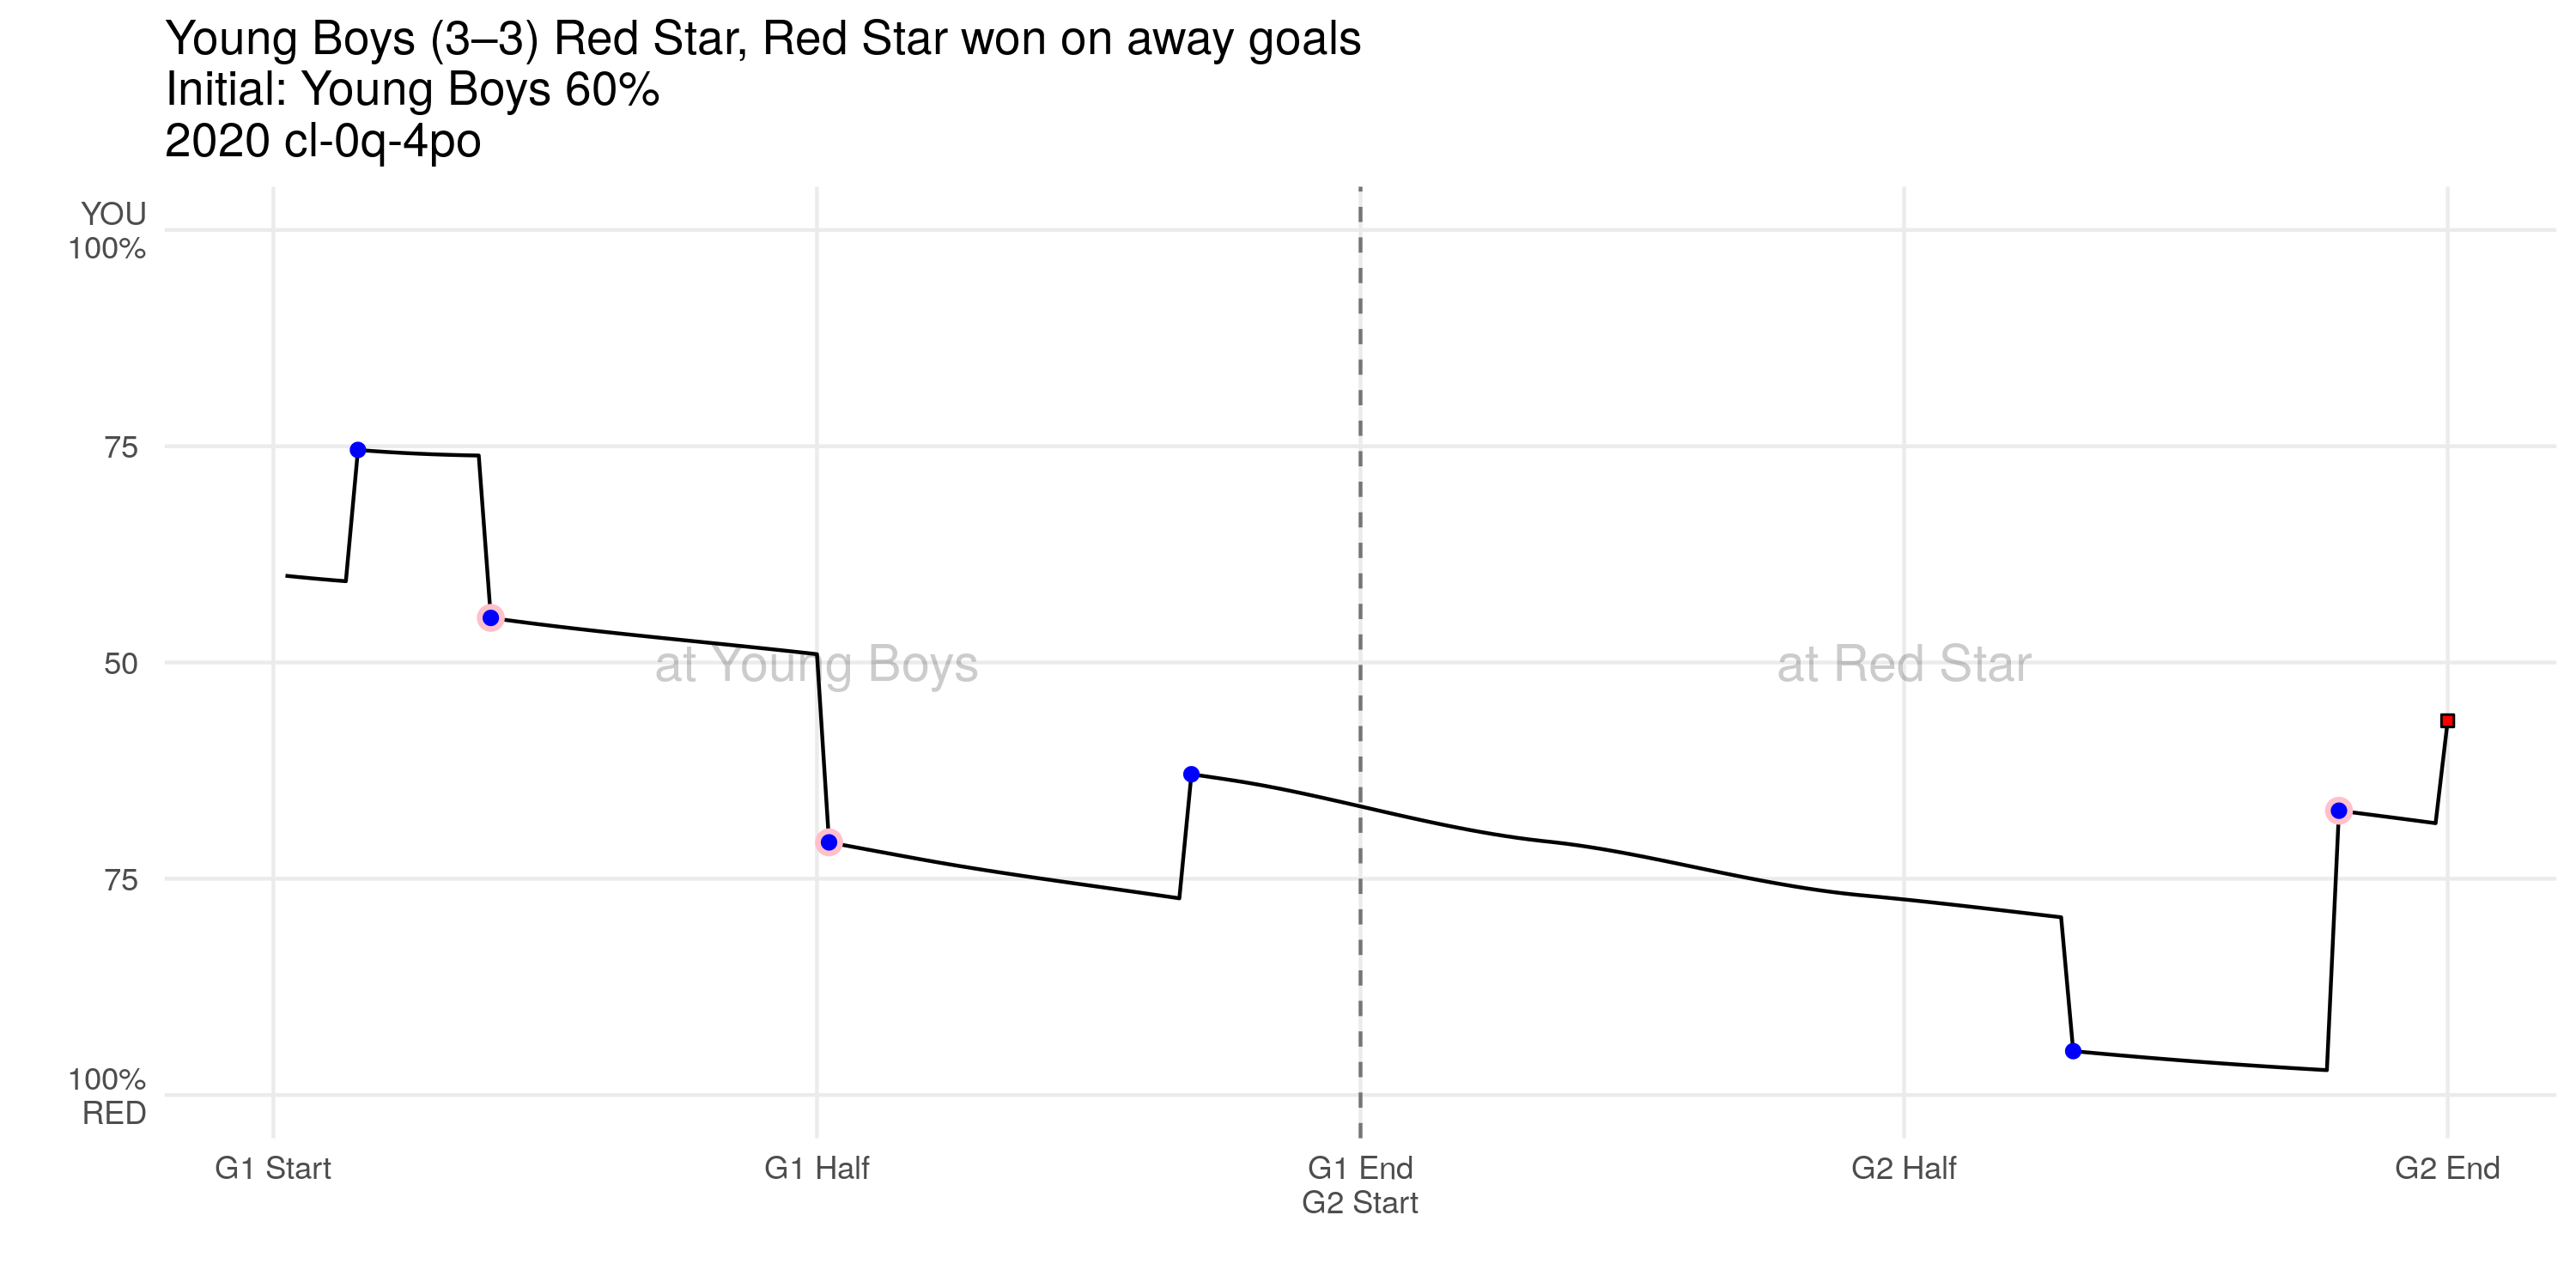 Young Boys (3–3) Red Star, Red Star won on away goals
Initial: Young Boys 60%
2020 cl-0q-4po
YOU
100%
75
50
75
100%
RED
at Young Boys
at Red Star
G1 Start
G1 Half
G1 End
G2 Start
G2 Half
G2 End